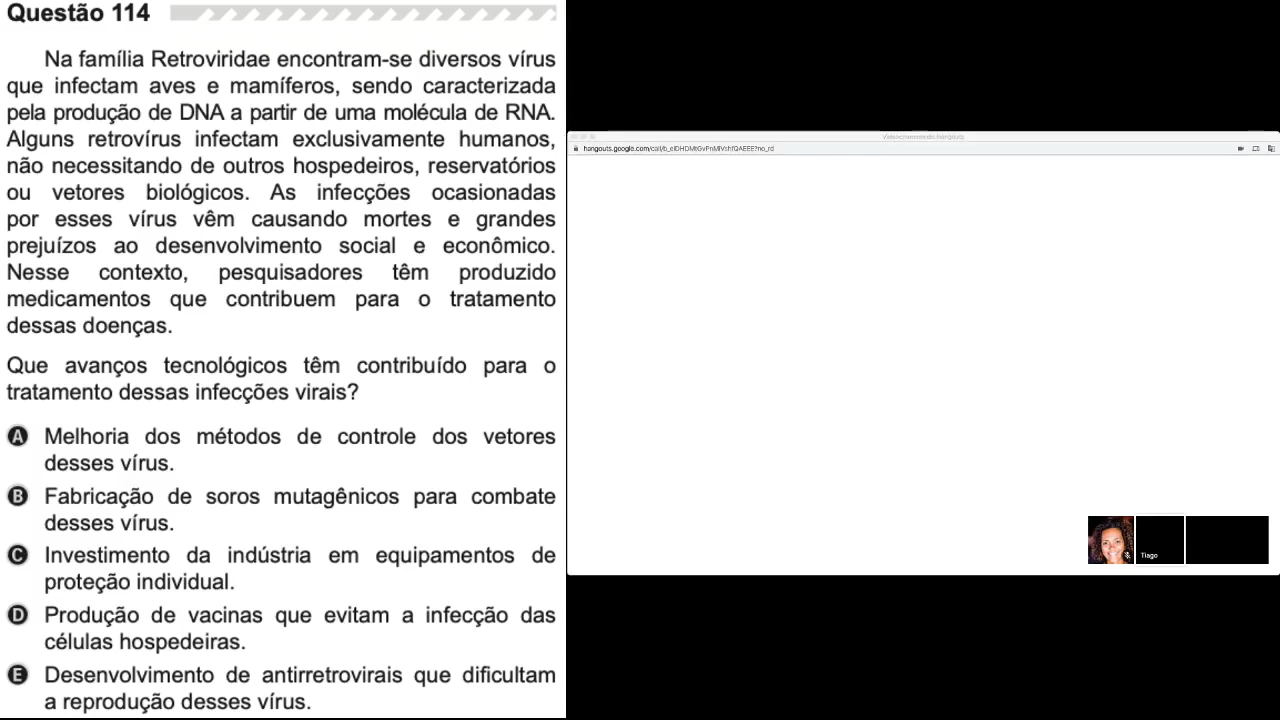 Questão 114
Na família Retroviridae encontram-se diversos vírus
que infectam aves e mamíferos, sendo caracterizada
pela produção de DNA a partir de uma molécula de RNA.
Alguns retrovírus infectam exclusivamente humanos,
não necessitando de outros hospedeiros, reservatórios
ou vetores biológicos. As infecções ocasionadas
por esses vírus vêm causando mortes e grandes
prejuízos ao desenvolvimento social e econômico.
Nesse contexto, pesquisadores têm produzido
medicamentos que contribuem para o tratamento
dessas doenças.
Que avanços tecnológicos têm contribuído para o
tratamento dessas infecções virais?
A Melhoria dos métodos de controle dos vetores
desses vírus.
B Fabricação de soros mutagênicos para combate
desses vírus.
C Investimento da indústria em equipamentos de
proteção individual.
D Produção de vacinas que evitam a infecção das
células hospedeiras.
E Desenvolvimento de antirretrovirais que dificultam
a reprodução desses vírus.
Tiago